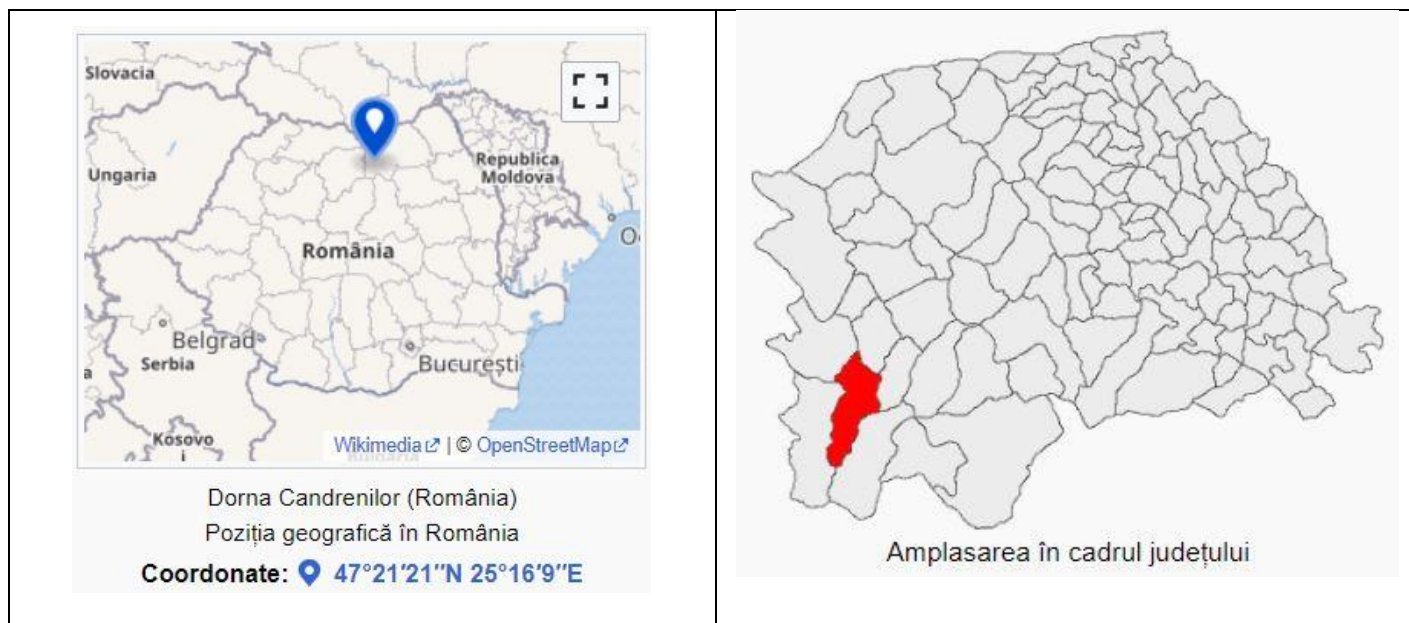 Slovacia
Ungaria
Republica
Moldova
România
Belgrad
Serbia
București
Kosovo
Wikimedia | © OpenStreetMap
Dorna Candrenilor (România)
Poziția geografică în România
Coordonate: 47°21′21″N 25°16′9″E
Amplasarea în cadrul județului